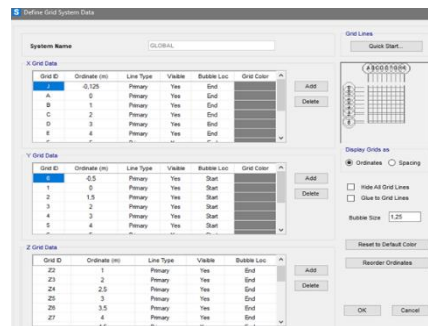 S Define Grid System Data
System Name GLOBAL
X Grid Data
Grid ID Ordinate (m) Line Type Visible Bubble Loc Grid Color
J -0,125 Primary Yes End
A 0 Primary Yes End
B 1 Primary Yes End
C 2 Primary Yes End
D 3 Primary Yes End
E 4 Primary Yes End
Add
Delete
Y Grid Data
Grid ID Ordinate (m) Line Type Visible Bubble Loc Grid Color
6 -0.5 Primary Yes Start
1 0 Primary Yes Start
2 1,5 Primary Yes Start
3 2 Primary Yes Start
4 3 Primary Yes Start
5 4 Primary Yes Start
Add
Delete
Z Grid Data
Grid ID Ordinate (m) Line Type Visible Bubble Loc
Z2 1 Primary Yes End
Z3 2 Primary Yes End
Z4 2,5 Primary Yes End
Z5 3 Primary Yes End
Z6 3,5 Primary Yes End
Z7 4 Primary Yes End
Add
Delete
Grid Lines
Quick Start...
Display Grids as
Ordinates Spacing
Hide All Grid Lines
Glue to Grid Lines
Bubble Size 1,25
Reset to Default Color
Reorder Ordinates
OK Cancel